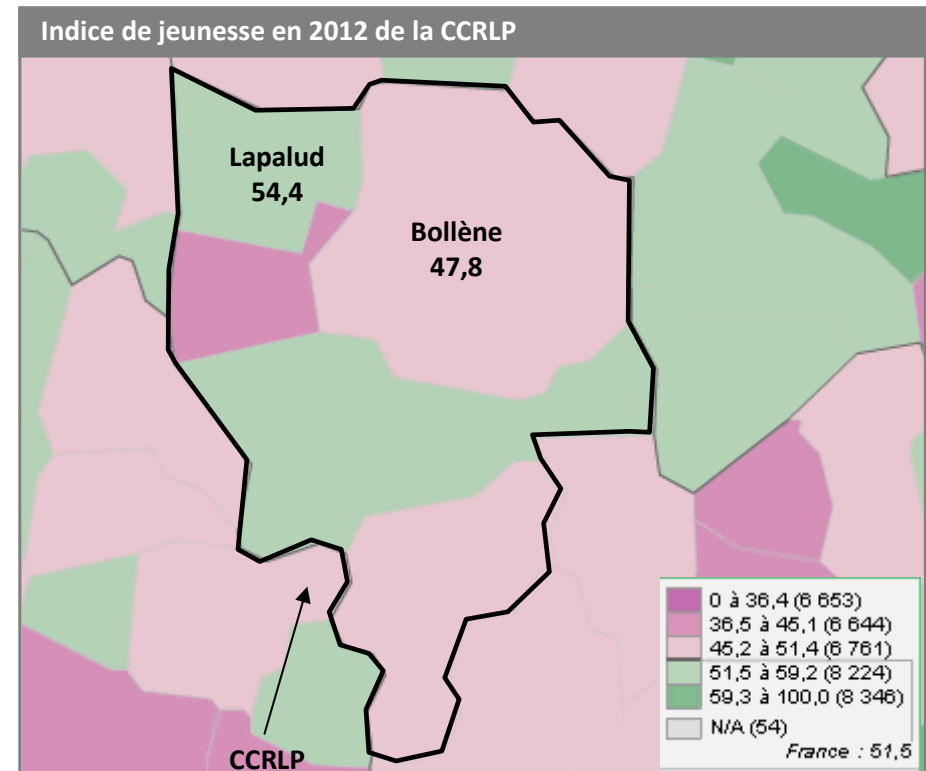 Indice de jeunesse en 2012 de la CCRLP
Lapalud
54,4
Bollène
47,8
CCRLP
0 à 36,4 (6 653)
36,5 à 45,1 (6 644)
45,2 à 51,4 (6 761)
51,5 à 59,2 (8 224)
59,3 à 100,0 (8 346)
N/A (54)
France : 51,5